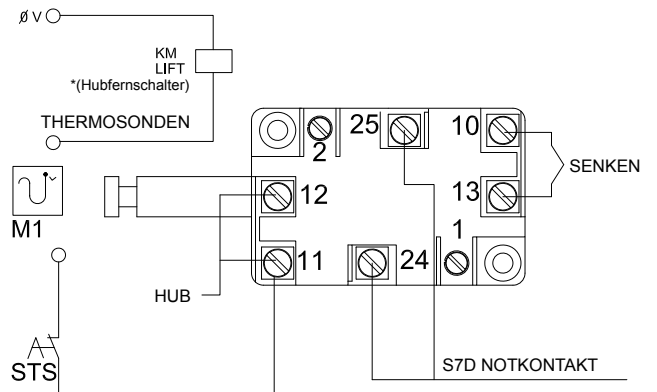 Ø V
KM
LIFT
*(Hubfernschalter)
THERMOSONDEN
25
10
2
SENKEN
12
13
M1
1
11
24
HUB
STS
S7D NOTKONTAKT